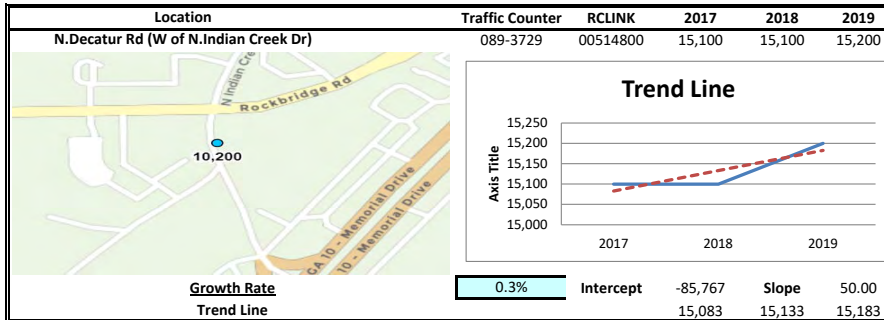 Location Traffic Counter RCLINK 2017 2018 2019
N.Decatur Rd (W of N.Indian Creek Dr) 089-3729 00514800 15,100 15,100 15,200
N Indian Cre
Rockbridge Rd
10,200
GA 10 - Memorial Drive
10 - Memorial Drive
Trend Line
Axis Title
15,250
15,200
15,150
15,100
15,050
15,000
2017 2018 2019
Growth Rate 0.3% Intercept -85,767 Slope 50.00
Trend Line 15,083 15,133 15,183